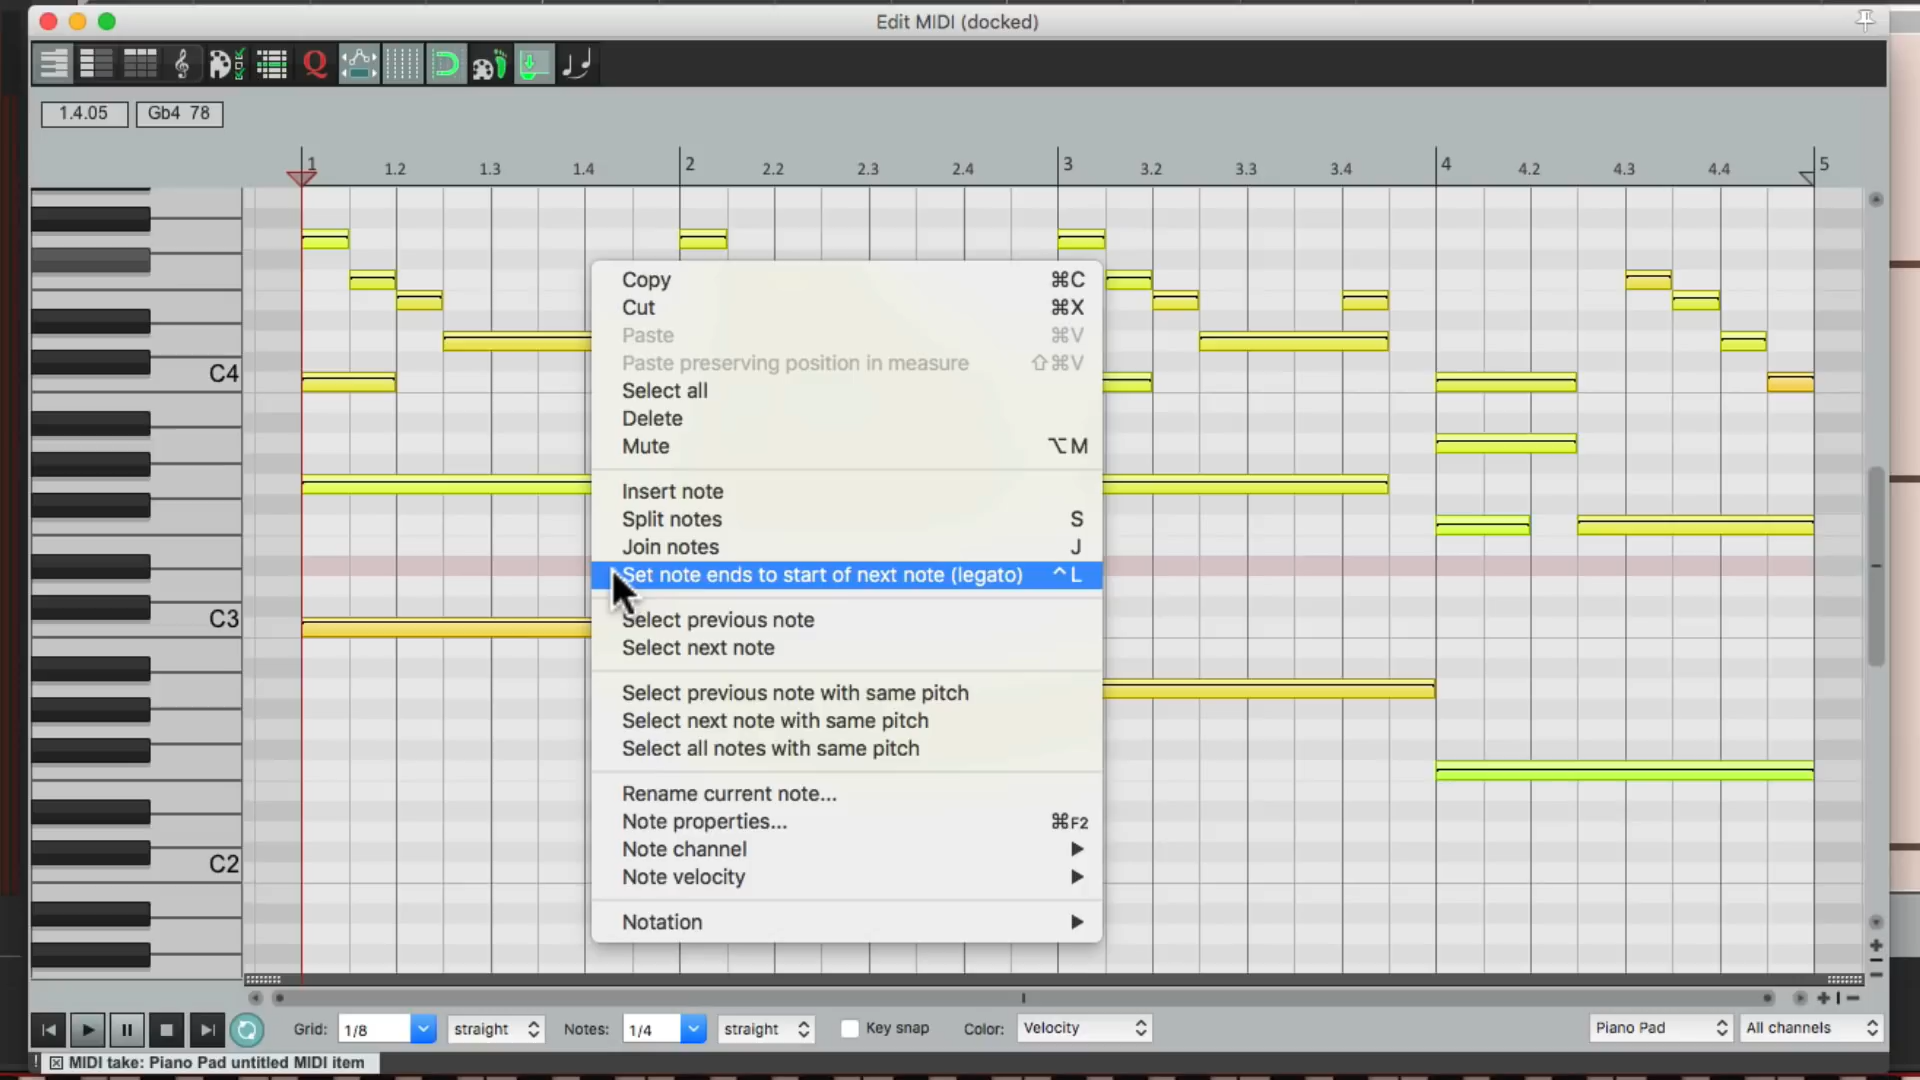 Edit MIDI (docked)
Q
1.4.05 Gb4 78
1 1.2 1.3 1.4 2 2.2 2.3 2.4 3 3.2 3.3 3.4 4 4.2 4.3 4.4 5
C4
C3
C2
Copy ⌘C
Cut ⌘X
Paste ⌘V
Paste preserving position in measure ⇧⌘V
Select all
Delete
Mute ⌥M
Insert note
Split notes S
Join notes J
Set note ends to start of next note (legato) ^L
Select previous note
Select next note
Select previous note with same pitch
Select next note with same pitch
Select all notes with same pitch
Rename current note...
Note properties... ⌘F2
Note channel
Note velocity
Notation
Grid: 1/8 straight Notes: 1/4 straight Key snap Color: Velocity Piano Pad All channels
MIDI take: Piano Pad untitled MIDI item